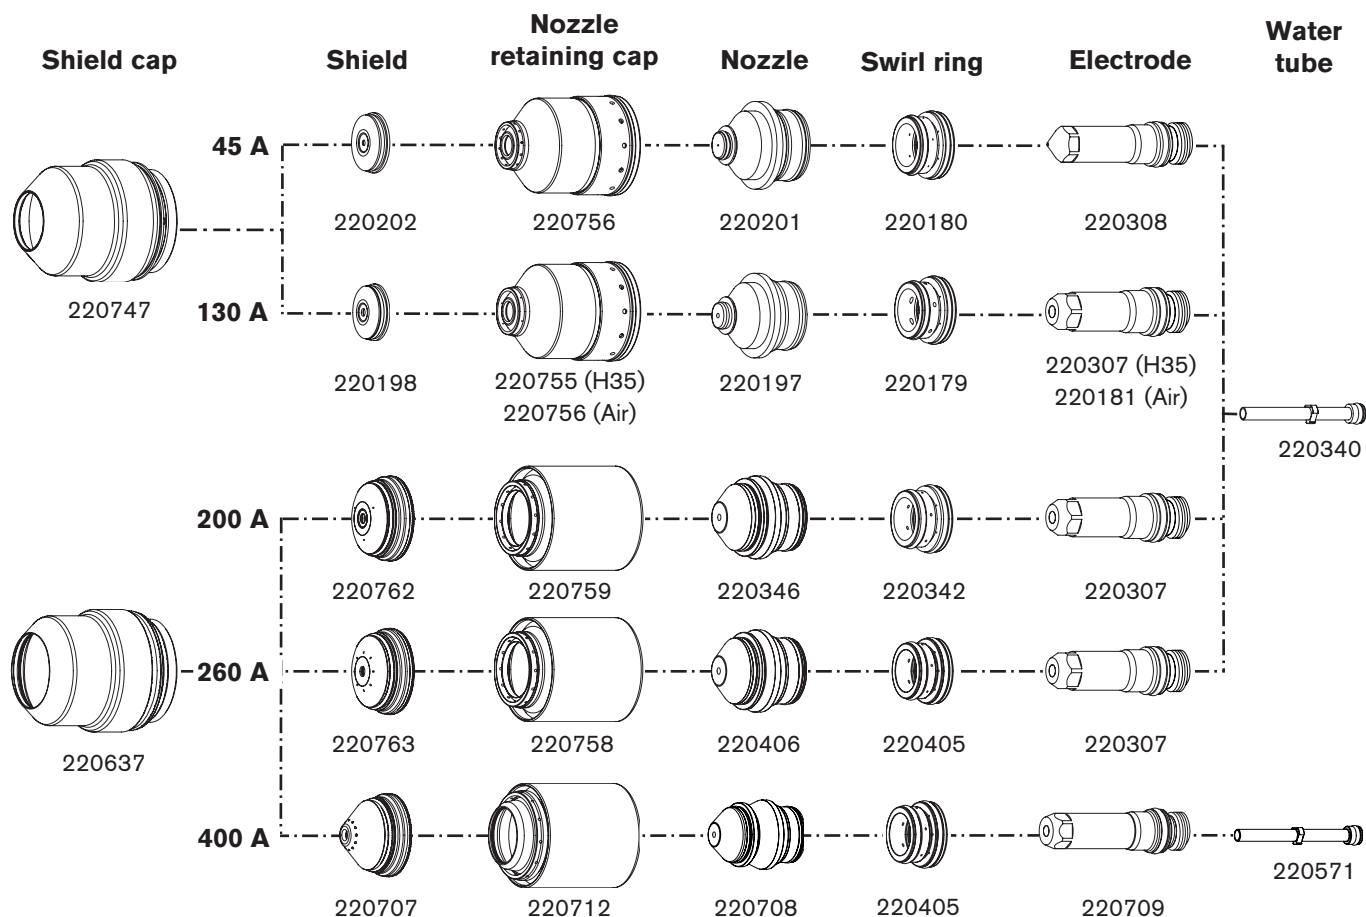 Shield cap
Shield
Nozzle
retaining cap
Nozzle
Swirl ring
Electrode
Water
tube
45 A
220202
220756
220201
220180
220308
220747
130 A
220198
220755 (H35)
220756 (Air)
220197
220179
220307 (H35)
220181 (Air)
220340
200 A
220762
220759
220346
220342
220307
260 A
220763
220758
220406
220405
220307
220637
400 A
220707
220712
220708
220405
220709
220571